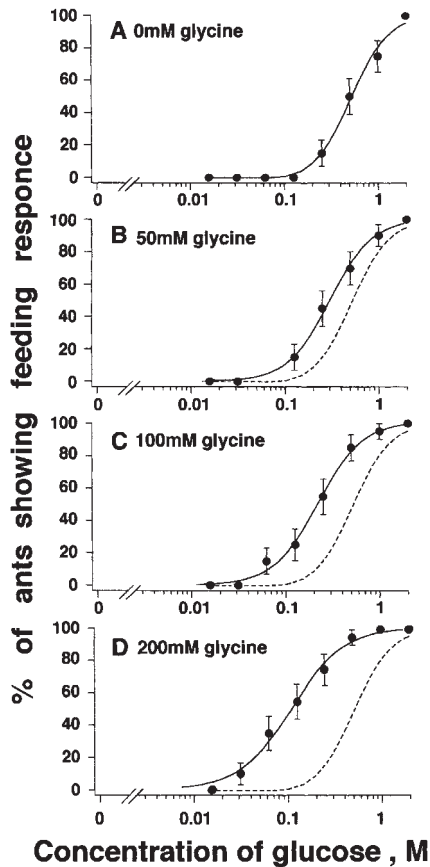 % of ants showing feeding responce
A 0mM glycine
100
80
60
40
20
0
0 0.01 0.1 1
B 50mM glycine
100
80
60
40
20
0
0 0.01 0.1 1
C 100mM glycine
100
80
60
40
20
0
0 0.01 0.1 1
D 200mM glycine
100
80
60
40
20
0
0 0.01 0.1 1
Concentration of glucose , M